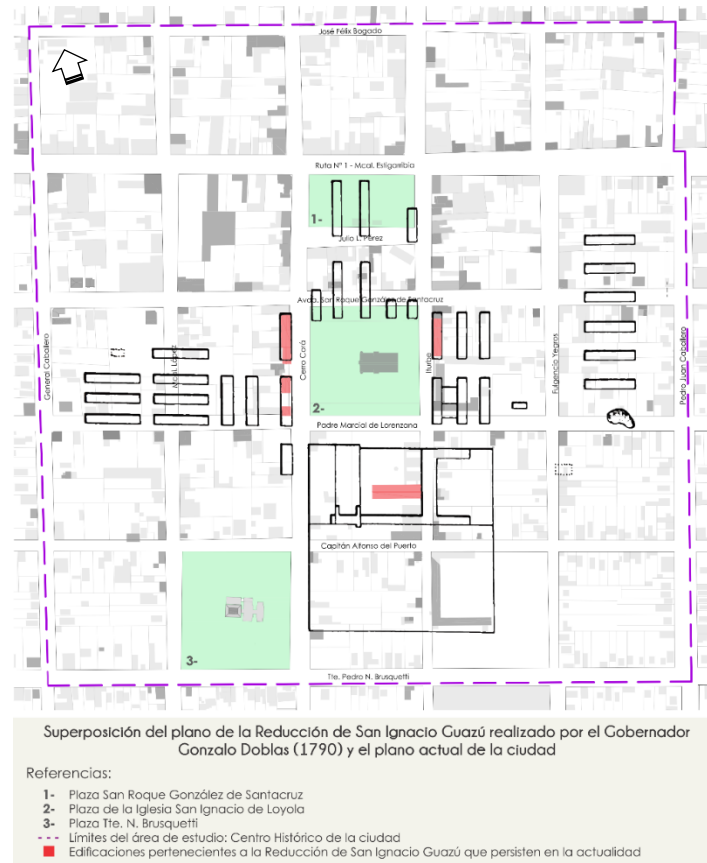 José Félix Bogado
Ruta Nº 1 - Mcal. Estigarribia
1-
Julio L. Pérez
Avda. San Roque González de Santacruz
General Caballero
Mcal. López
Cerro Corá
Iturbe
Fulgencio Yegros
Pedro Juan Caballero
2-
Padre Marcial de Lorenzana
Capitán Alfonso del Puerto
3-
Tte. Pedro N. Brusquetti
Superposición del plano de la Reducción de San Ignacio Guazú realizado por el Gobernador
Gonzalo Doblas (1790) y el plano actual de la ciudad
Referencias:
1- Plaza San Roque González de Santacruz
2- Plaza de la Iglesia San Ignacio de Loyola
3- Plaza Tte. N. Brusquetti
Límites del área de estudio: Centro Histórico de la ciudad
Edificaciones pertenecientes a la Reducción de San Ignacio Guazú que persisten en la actualidad